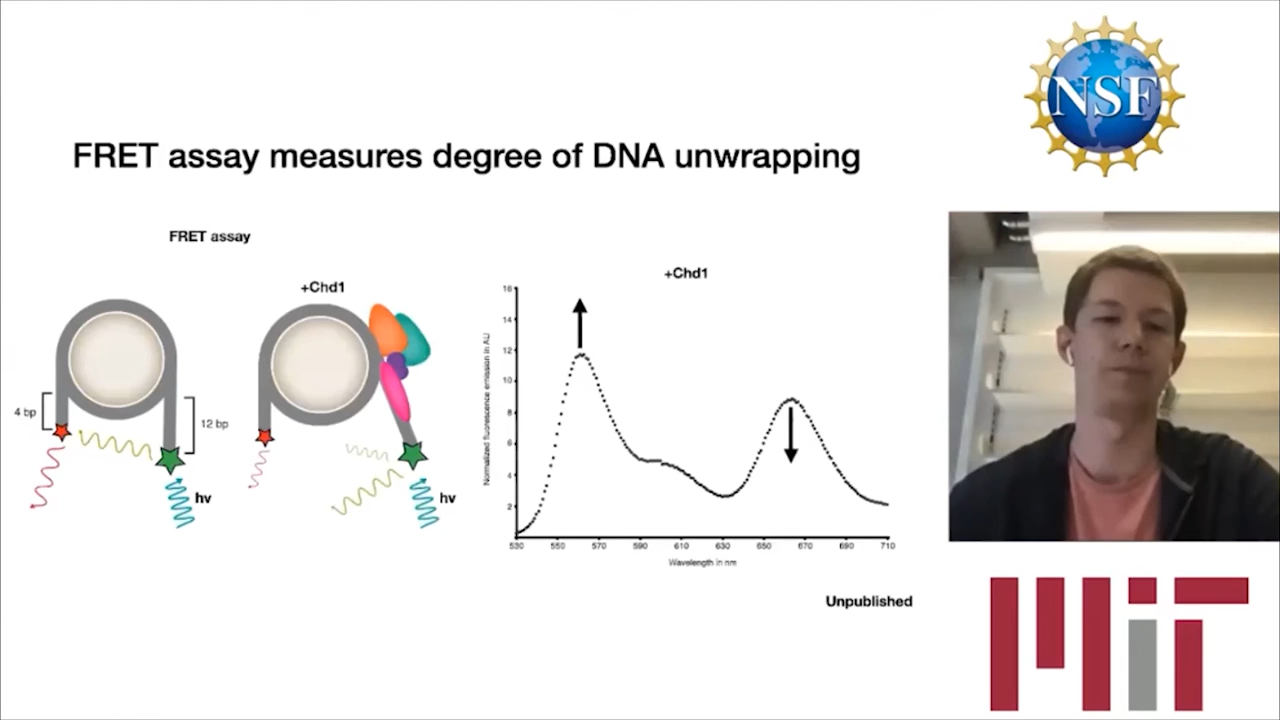 FRET assay measures degree of DNA unwrapping
FRET assay
+Chd1
4 bp
12 bp
hv
hv
+Chd1
Normalized fluorescence emission in AU
16
14
12
10
8
6
4
2
530
550
570
590
610
630
650
670
690
710
Wavelength in nm
Unpublished
NSF
MIT